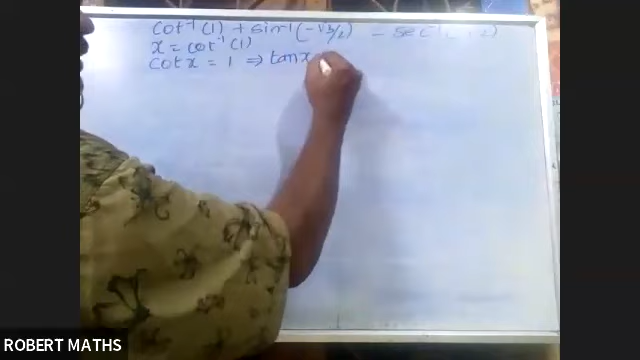 cot⁻¹(1) + sin⁻¹(-√3/2) - sec⁻¹(
x = cot⁻¹(1)
cot x = 1 ⇒ tan x
ROBERT MATHS